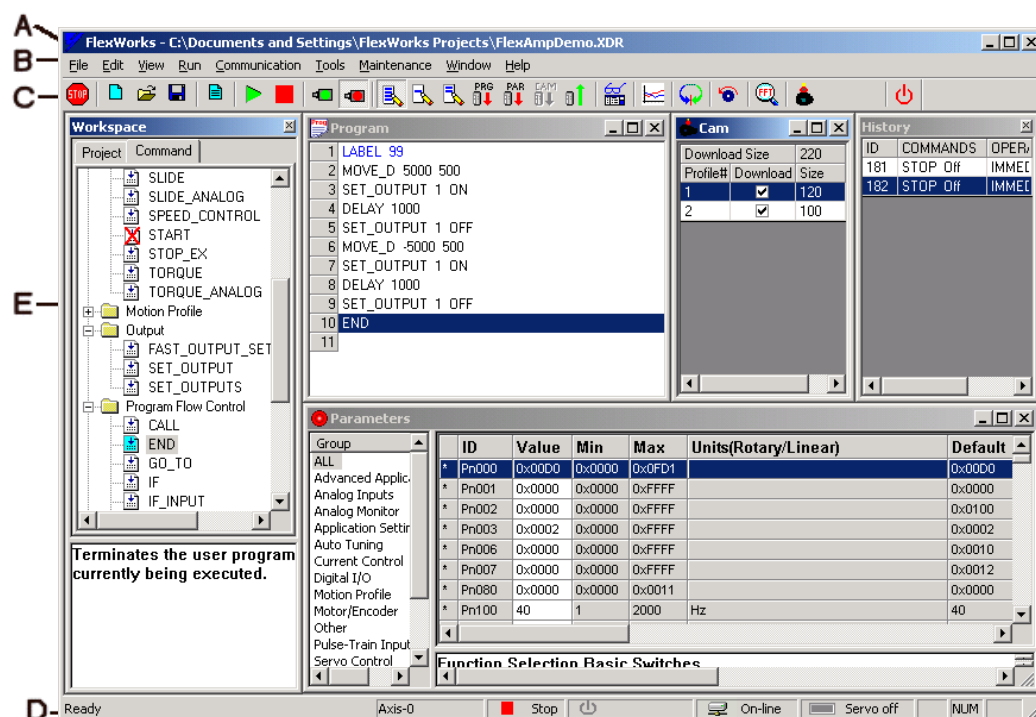 A
FlexWorks - C:\Documents and Settings\FlexWorks Projects\FlexAmpDemo.XDR
B
File Edit View Run Communication Tools Maintenance Window Help
C
STOP PRG PAR CAM FFT
Workspace
Project Command
SLIDE
SLIDE_ANALOG
SPEED_CONTROL
START
STOP_EX
TORQUE
TORQUE_ANALOG
E
Motion Profile
Output
FAST_OUTPUT_SET
SET_OUTPUT
SET_OUTPUTS
Program Flow Control
CALL
END
GO_TO
IF
IF_INPUT
Terminates the user program
currently being executed.
Prog Program
1 LABEL 99
2 MOVE_D 5000 500
3 SET_OUTPUT 1 ON
4 DELAY 1000
5 SET_OUTPUT 1 OFF
6 MOVE_D -5000 500
7 SET_OUTPUT 1 ON
8 DELAY 1000
9 SET_OUTPUT 1 OFF
10 END
11
Cam
Download Size 220
Profile# Download Size
1 120
2 100
History
ID COMMANDS OPER
181 STOP Off IMMED
182 STOP Off IMMED
Parameters
Group
ALL
Advanced Applic
Analog Inputs
Analog Monitor
Application Settir
Auto Tuning
Current Control
Digital I/O
Motion Profile
Motor/Encoder
Other
Pulse-Train Input
Servo Control
ID Value Min Max Units(Rotary/Linear) Default
* Pn000 0x00D0 0x0000 0x0FD1 0x00D0
* Pn001 0x0000 0x0000 0xFFFF 0x0000
* Pn002 0x0000 0x0000 0xFFFF 0x0100
* Pn003 0x0002 0x0000 0xFFFF 0x0002
* Pn006 0x0000 0x0000 0xFFFF 0x0010
* Pn007 0x0000 0x0000 0xFFFF 0x0012
* Pn080 0x0000 0x0000 0x0011 0x0000
* Pn100 40 1 2000 Hz 40
Function Selection Basic Switches
D
Ready Axis-0 Stop On-line Servo off NUM